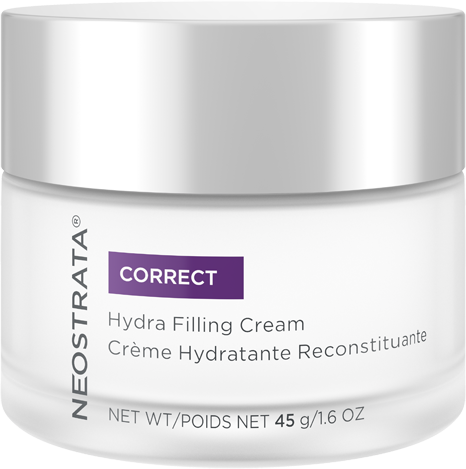 NEOSTRATA®
CORRECT
Hydra Filling Cream
Crème Hydratante Reconstituante
NET WT/POIDS NET 45 g/1.6 OZ